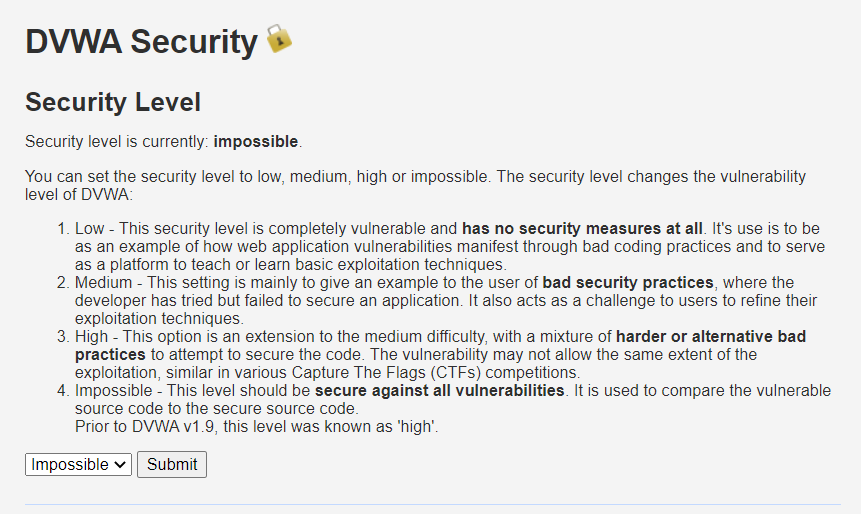 DVWA Security
Security Level
Security level is currently: impossible.
You can set the security level to low, medium, high or impossible. The security level changes the vulnerability
level of DVWA:
1. Low - This security level is completely vulnerable and has no security measures at all. It's use is to be
as an example of how web application vulnerabilities manifest through bad coding practices and to serve
as a platform to teach or learn basic exploitation techniques.
2. Medium - This setting is mainly to give an example to the user of bad security practices, where the
developer has tried but failed to secure an application. It also acts as a challenge to users to refine their
exploitation techniques.
3. High - This option is an extension to the medium difficulty, with a mixture of harder or alternative bad
practices to attempt to secure the code. The vulnerability may not allow the same extent of the
exploitation, similar in various Capture The Flags (CTFs) competitions.
4. Impossible - This level should be secure against all vulnerabilities. It is used to compare the vulnerable
source code to the secure source code.
Prior to DVWA v1.9, this level was known as 'high'.
Impossible Submit